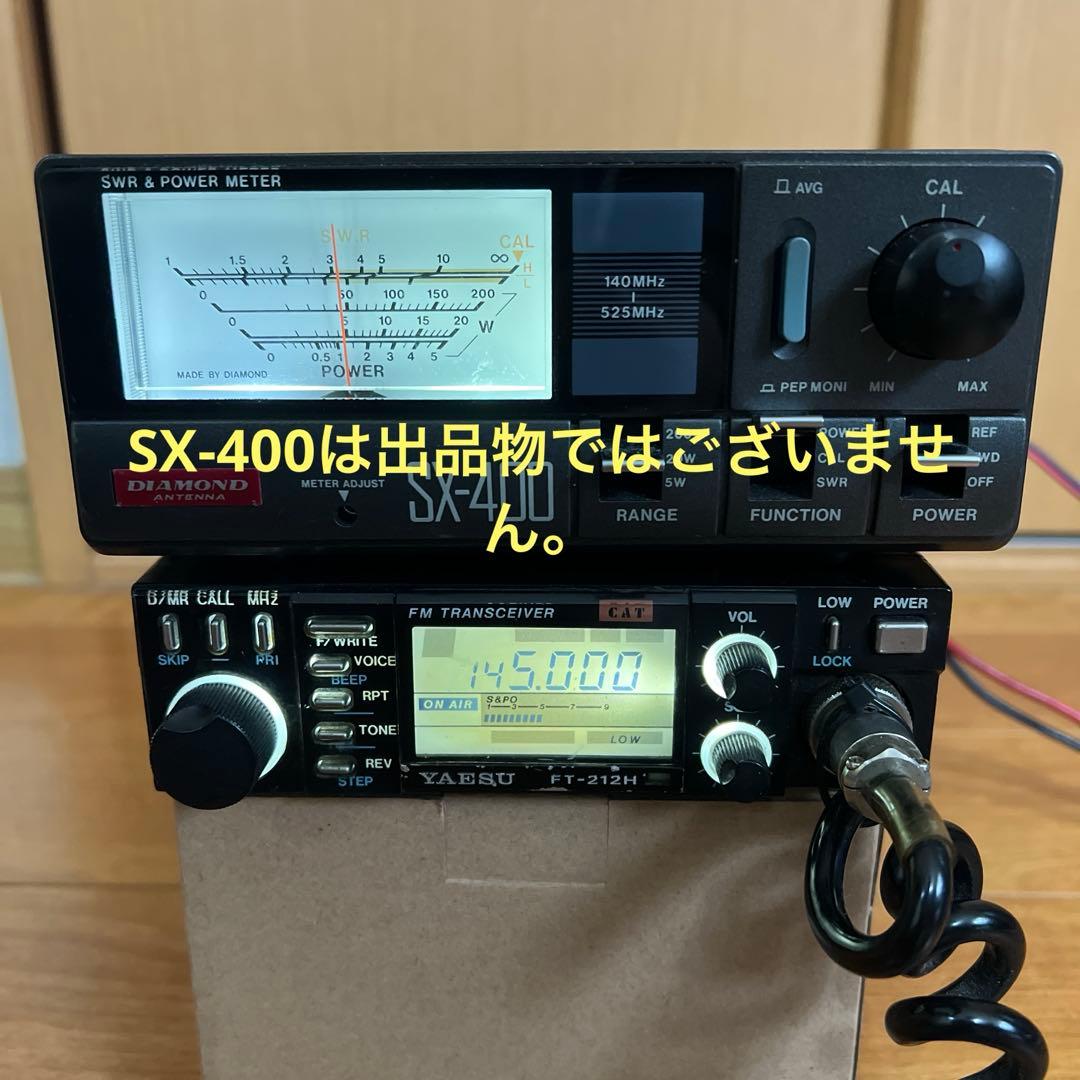 SWR & POWER METER
S.W.R
CAL
1 1.5 2 3 4 5 10 ∞
H
L
0 50 100 150 200
0 5 10 15 20
W
0 0.5 1 2 3 4 5
MADE BY DIAMOND
POWER
140MHz
525MHz
AVG
PEP MONI
CAL
MIN
MAX
SX-400は出品物ではございませ
ん。
DIAMOND
ANTENNA
METER ADJUST
SX-400
5W
RANGE
POWER
SWR
FUNCTION
REF
OFF
POWER
D/MR CALL MHz
SKIP
PRI
F/WRITE
VOICE
BEEP
RPT
TONE
REV
STEP
FM TRANSCEIVER
CAT
145.000
ON AIR
S&PO
1 3 5 7 9
LOW
YAESU FT-212H
VOL
LOW
LOCK
POWER